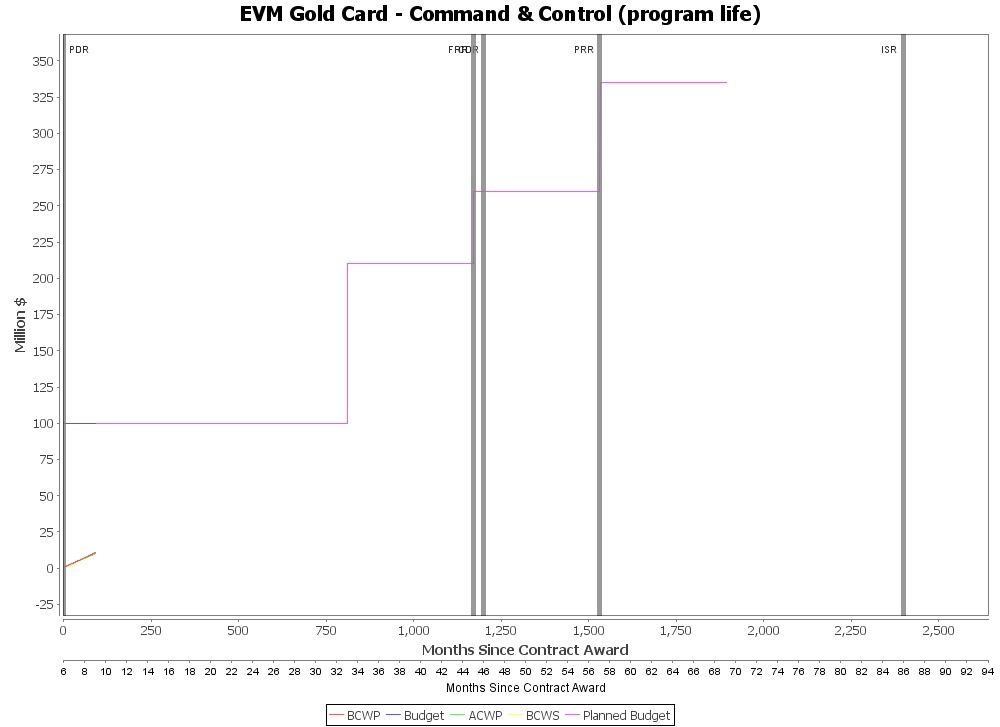 EVM Gold Card - Command & Control (program life)
PDR FRR CDR PRR ISR
350
325
300
275
250
225
200
175
150
125
100
75
50
25
0
-25
Million $
0 250 500 750 1,000 1,250 1,500 1,750 2,000 2,250 2,500
Months Since Contract Award
6 8 10 12 14 16 18 20 22 24 26 28 30 32 34 36 38 40 42 44 46 48 50 52 54 56 58 60 62 64 66 68 70 72 74 76 78 80 82 84 86 88 90 92 94
Months Since Contract Award
BCWP Budget ACWP BCWS Planned Budget